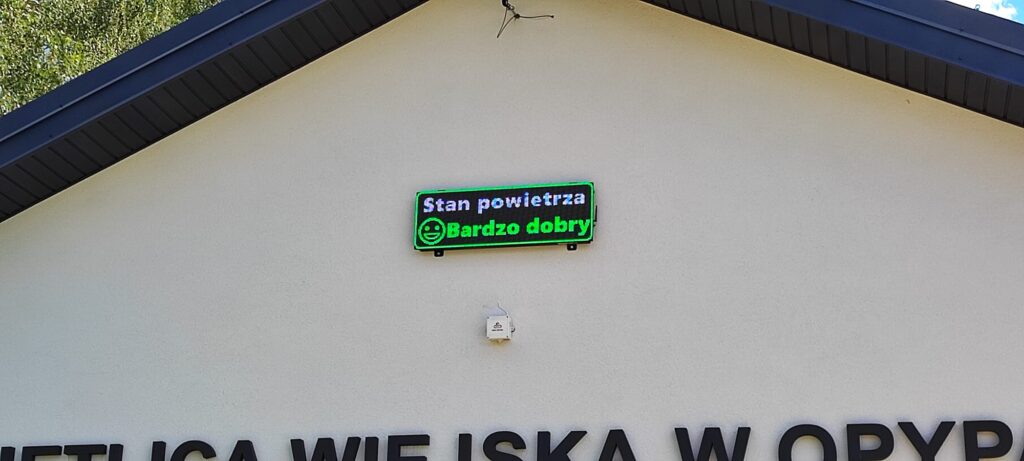 Stan powietrza
Bardzo dobry
WIEJSKA W